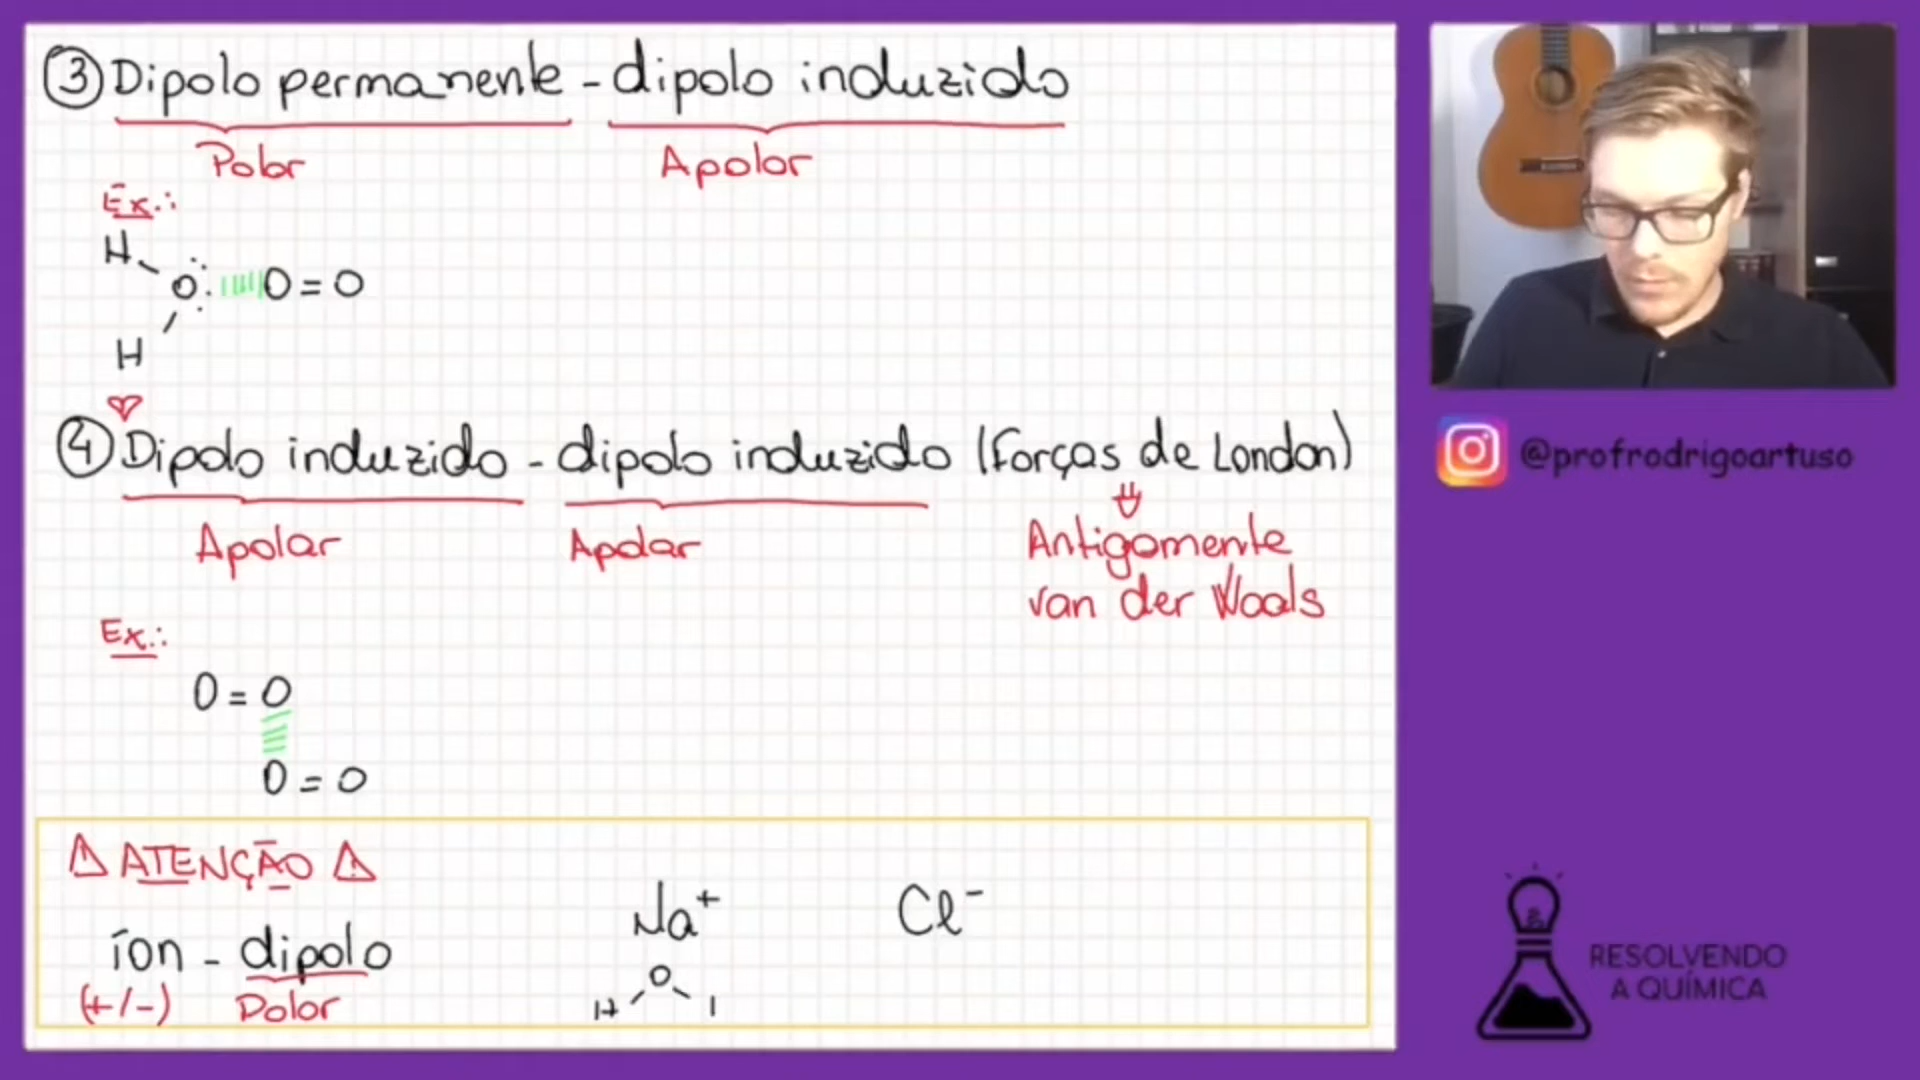 ③ Dipolo permanente - dipolo induzido
Polar Apolar
Ex.:
H
O O = O
H
④ Dipolo induzido - dipolo induzido (Forças de London)
Apolar Apolar Antigamente
van der Waals
Ex.:
O = O
O = O
⚠ ATENÇÃO ⚠
Na+ Cl-
íon - dipolo
(+/-) Polar
O
H
@profrodrigoartuso
RESOLVENDO
A QUÍMICA